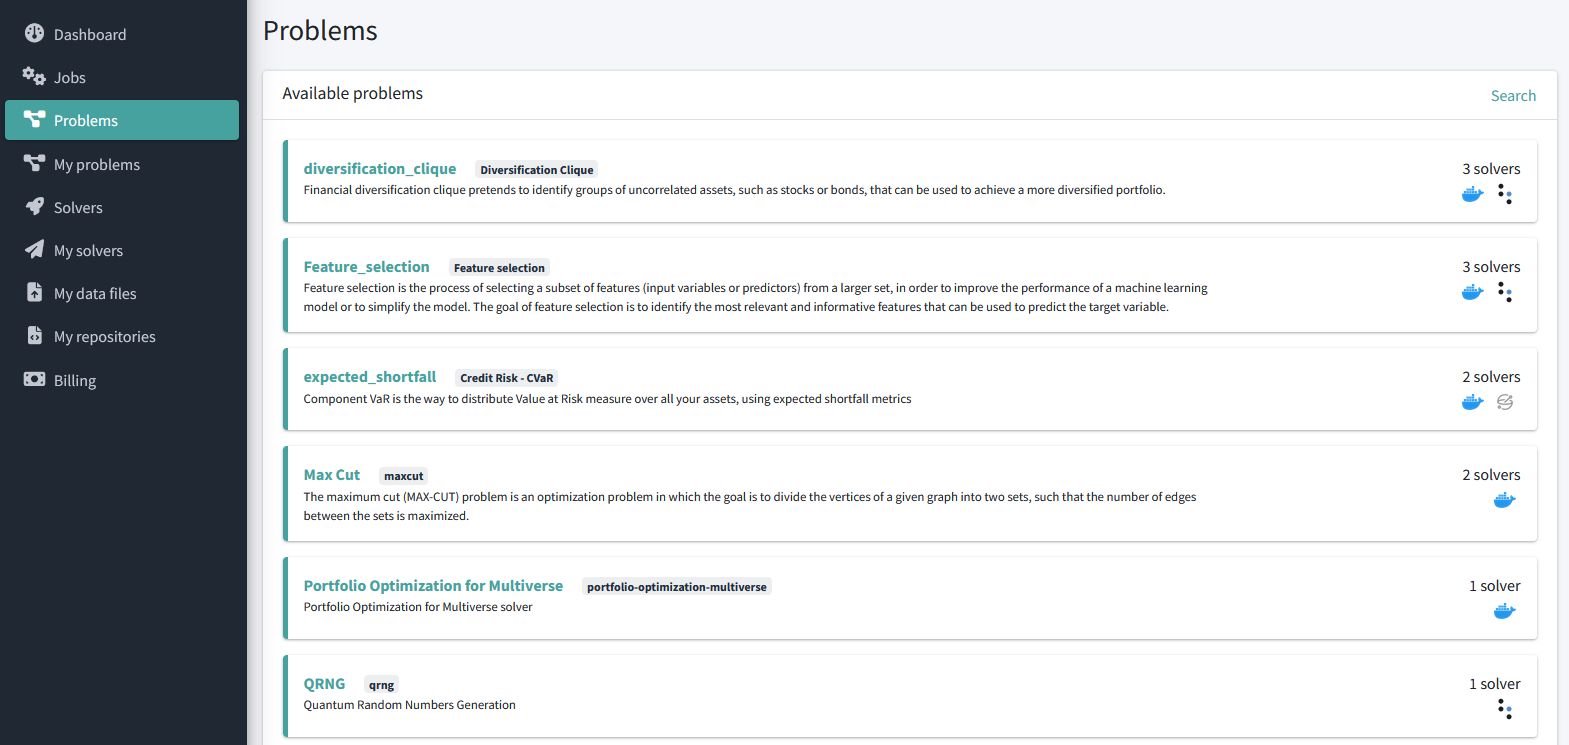 Dashboard
Jobs
Problems
My problems
Solvers
My solvers
My data files
My repositories
Billing
Problems
Available problems
Search
diversification_clique Diversification Clique
Financial diversification clique pretends to identify groups of uncorrelated assets, such as stocks or bonds, that can be used to achieve a more diversified portfolio.
3 solvers
Feature_selection Feature selection
Feature selection is the process of selecting a subset of features (input variables or predictors) from a larger set, in order to improve the performance of a machine learning
model or to simplify the model. The goal of feature selection is to identify the most relevant and informative features that can be used to predict the target variable.
3 solvers
expected_shortfall Credit Risk - CVaR
Component VaR is the way to distribute Value at Risk measure over all your assets, using expected shortfall metrics
2 solvers
Max Cut maxcut
The maximum cut (MAX-CUT) problem is an optimization problem in which the goal is to divide the vertices of a given graph into two sets, such that the number of edges
between the sets is maximized.
2 solvers
Portfolio Optimization for Multiverse portfolio-optimization-multiverse
Portfolio Optimization for Multiverse solver
1 solver
QRNG qrng
Quantum Random Numbers Generation
1 solver